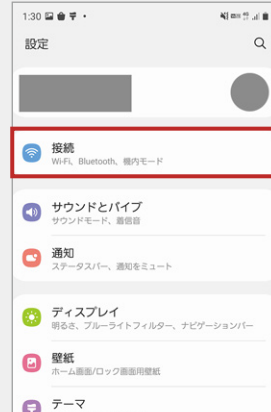 1:30
設定
接続
Wi-Fi、Bluetooth、機内モード
サウンドとバイブ
サウンドモード、着信音
通知
ステータスバー、通知をミュート
ディスプレイ
明るさ、ブルーライトフィルター、ナビゲーションバー
壁紙
ホーム画面/ロック画面用壁紙
テーマ